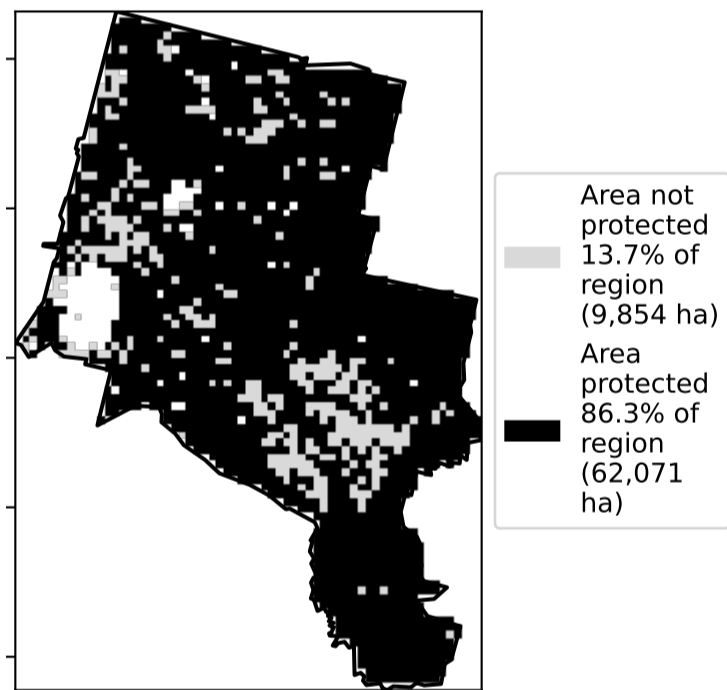 Area not
protected
13.7% of
region
(9,854 ha)
Area
protected
86.3% of
region
(62,071
ha)